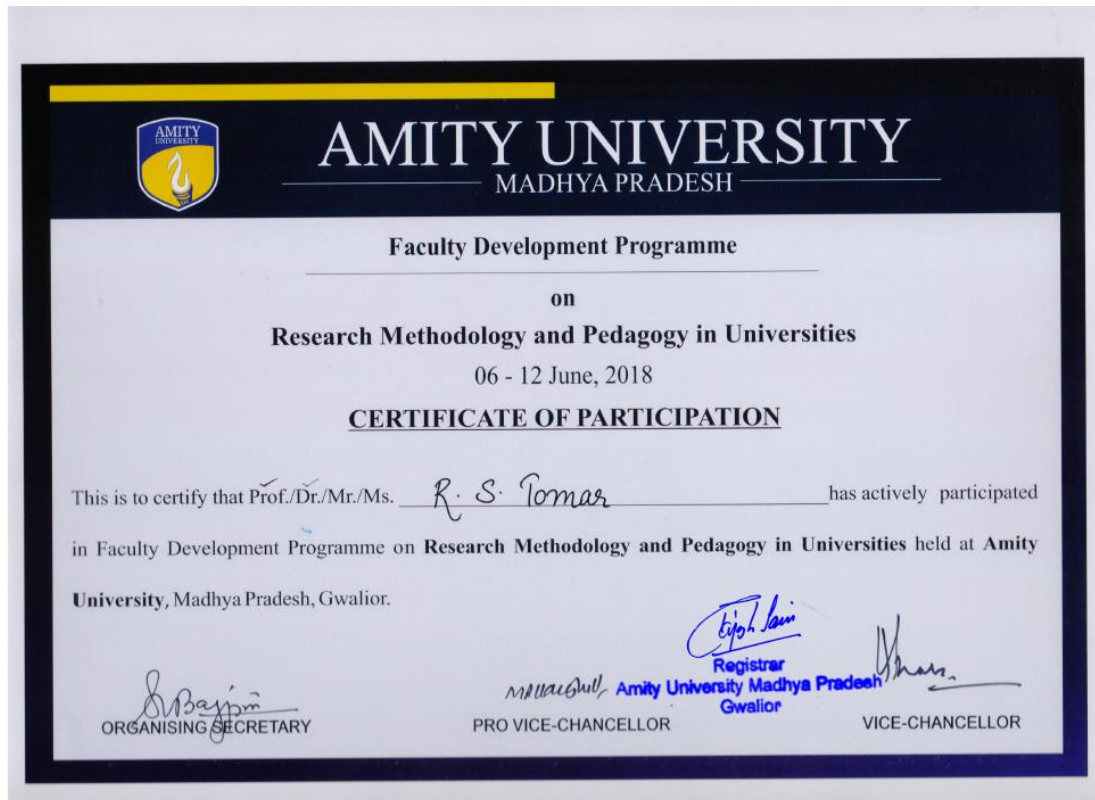 AMITY
UNIVERSITY
AMITY UNIVERSITY
MADHYA PRADESH
Faculty Development Programme
on
Research Methodology and Pedagogy in Universities
06 - 12 June, 2018
CERTIFICATE OF PARTICIPATION
This is to certify that Prof./Dr./Mr./Ms. R. S. Tomar has actively participated
in Faculty Development Programme on Research Methodology and Pedagogy in Universities held at Amity
University, Madhya Pradesh, Gwalior.
Registrar
Amity University Madhya Pradesh
Gwalior
ORGANISING SECRETARY
PRO VICE-CHANCELLOR
VICE-CHANCELLOR